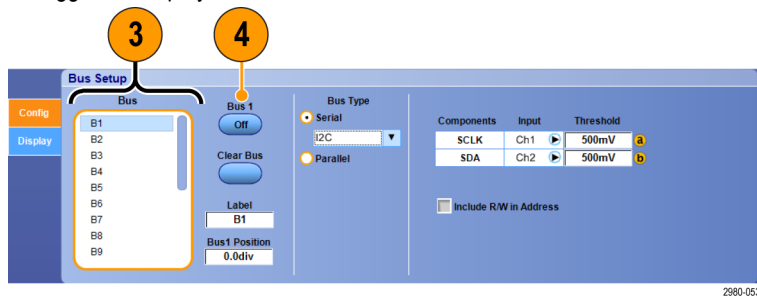 3
4
Bus Setup
Config
Display
Bus
B1
B2
B3
B4
B5
B6
B7
B8
B9
Bus 1
Off
Clear Bus
Label
B1
Bus1 Position
0.0div
Bus Type
Serial
I2C
Parallel
Components Input Threshold
SCLK Ch1 500mV a
SDA Ch2 500mV b
Include R/W in Address